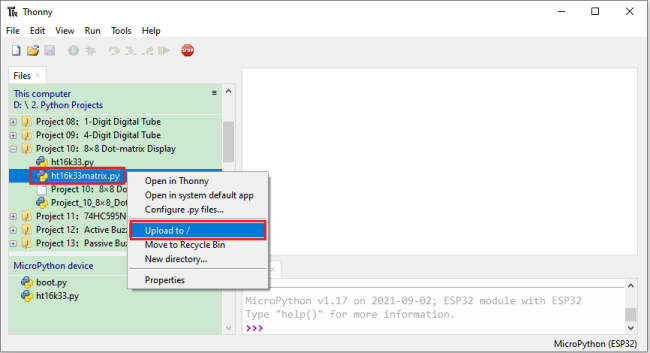 Thonny
File Edit View Run Tools Help
STOP
Files ×
This computer
D: \ 2. Python Projects
Project 08: 1-Digit Digital Tube
Project 09: 4-Digit Digital Tube
Project 10: 8×8 Dot-matrix Display
ht16k33.py
ht16k33matrix.py
Project 10: 8×8 Do
Project_10_8×8_Dot
Project 11: 74HC595N
Project 12: Active Buzz
Project 13: Passive Buz
Open in Thonny
Open in system default app
Configure .py files...
Upload to /
Move to Recycle Bin
New directory...
Properties
MicroPython device
boot.py
ht16k33.py
MicroPython v1.17 on 2021-09-02; ESP32 module with ESP32
Type "help()" for more information.
>>>
MicroPython (ESP32)